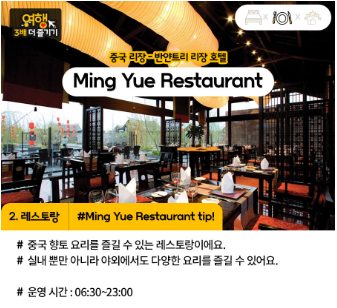 여행
3배 더 즐기기
중국 리장 - 반얀트리 리장 호텔
Ming Yue Restaurant
2. 레스토랑 #Ming Yue Restaurant tip!
# 중국 향토 요리를 즐길 수 있는 레스토랑이에요.
# 실내 뿐만 아니라 야외에서도 다양한 요리를 즐길 수 있어요.
# 운영 시간 : 06:30~23:00